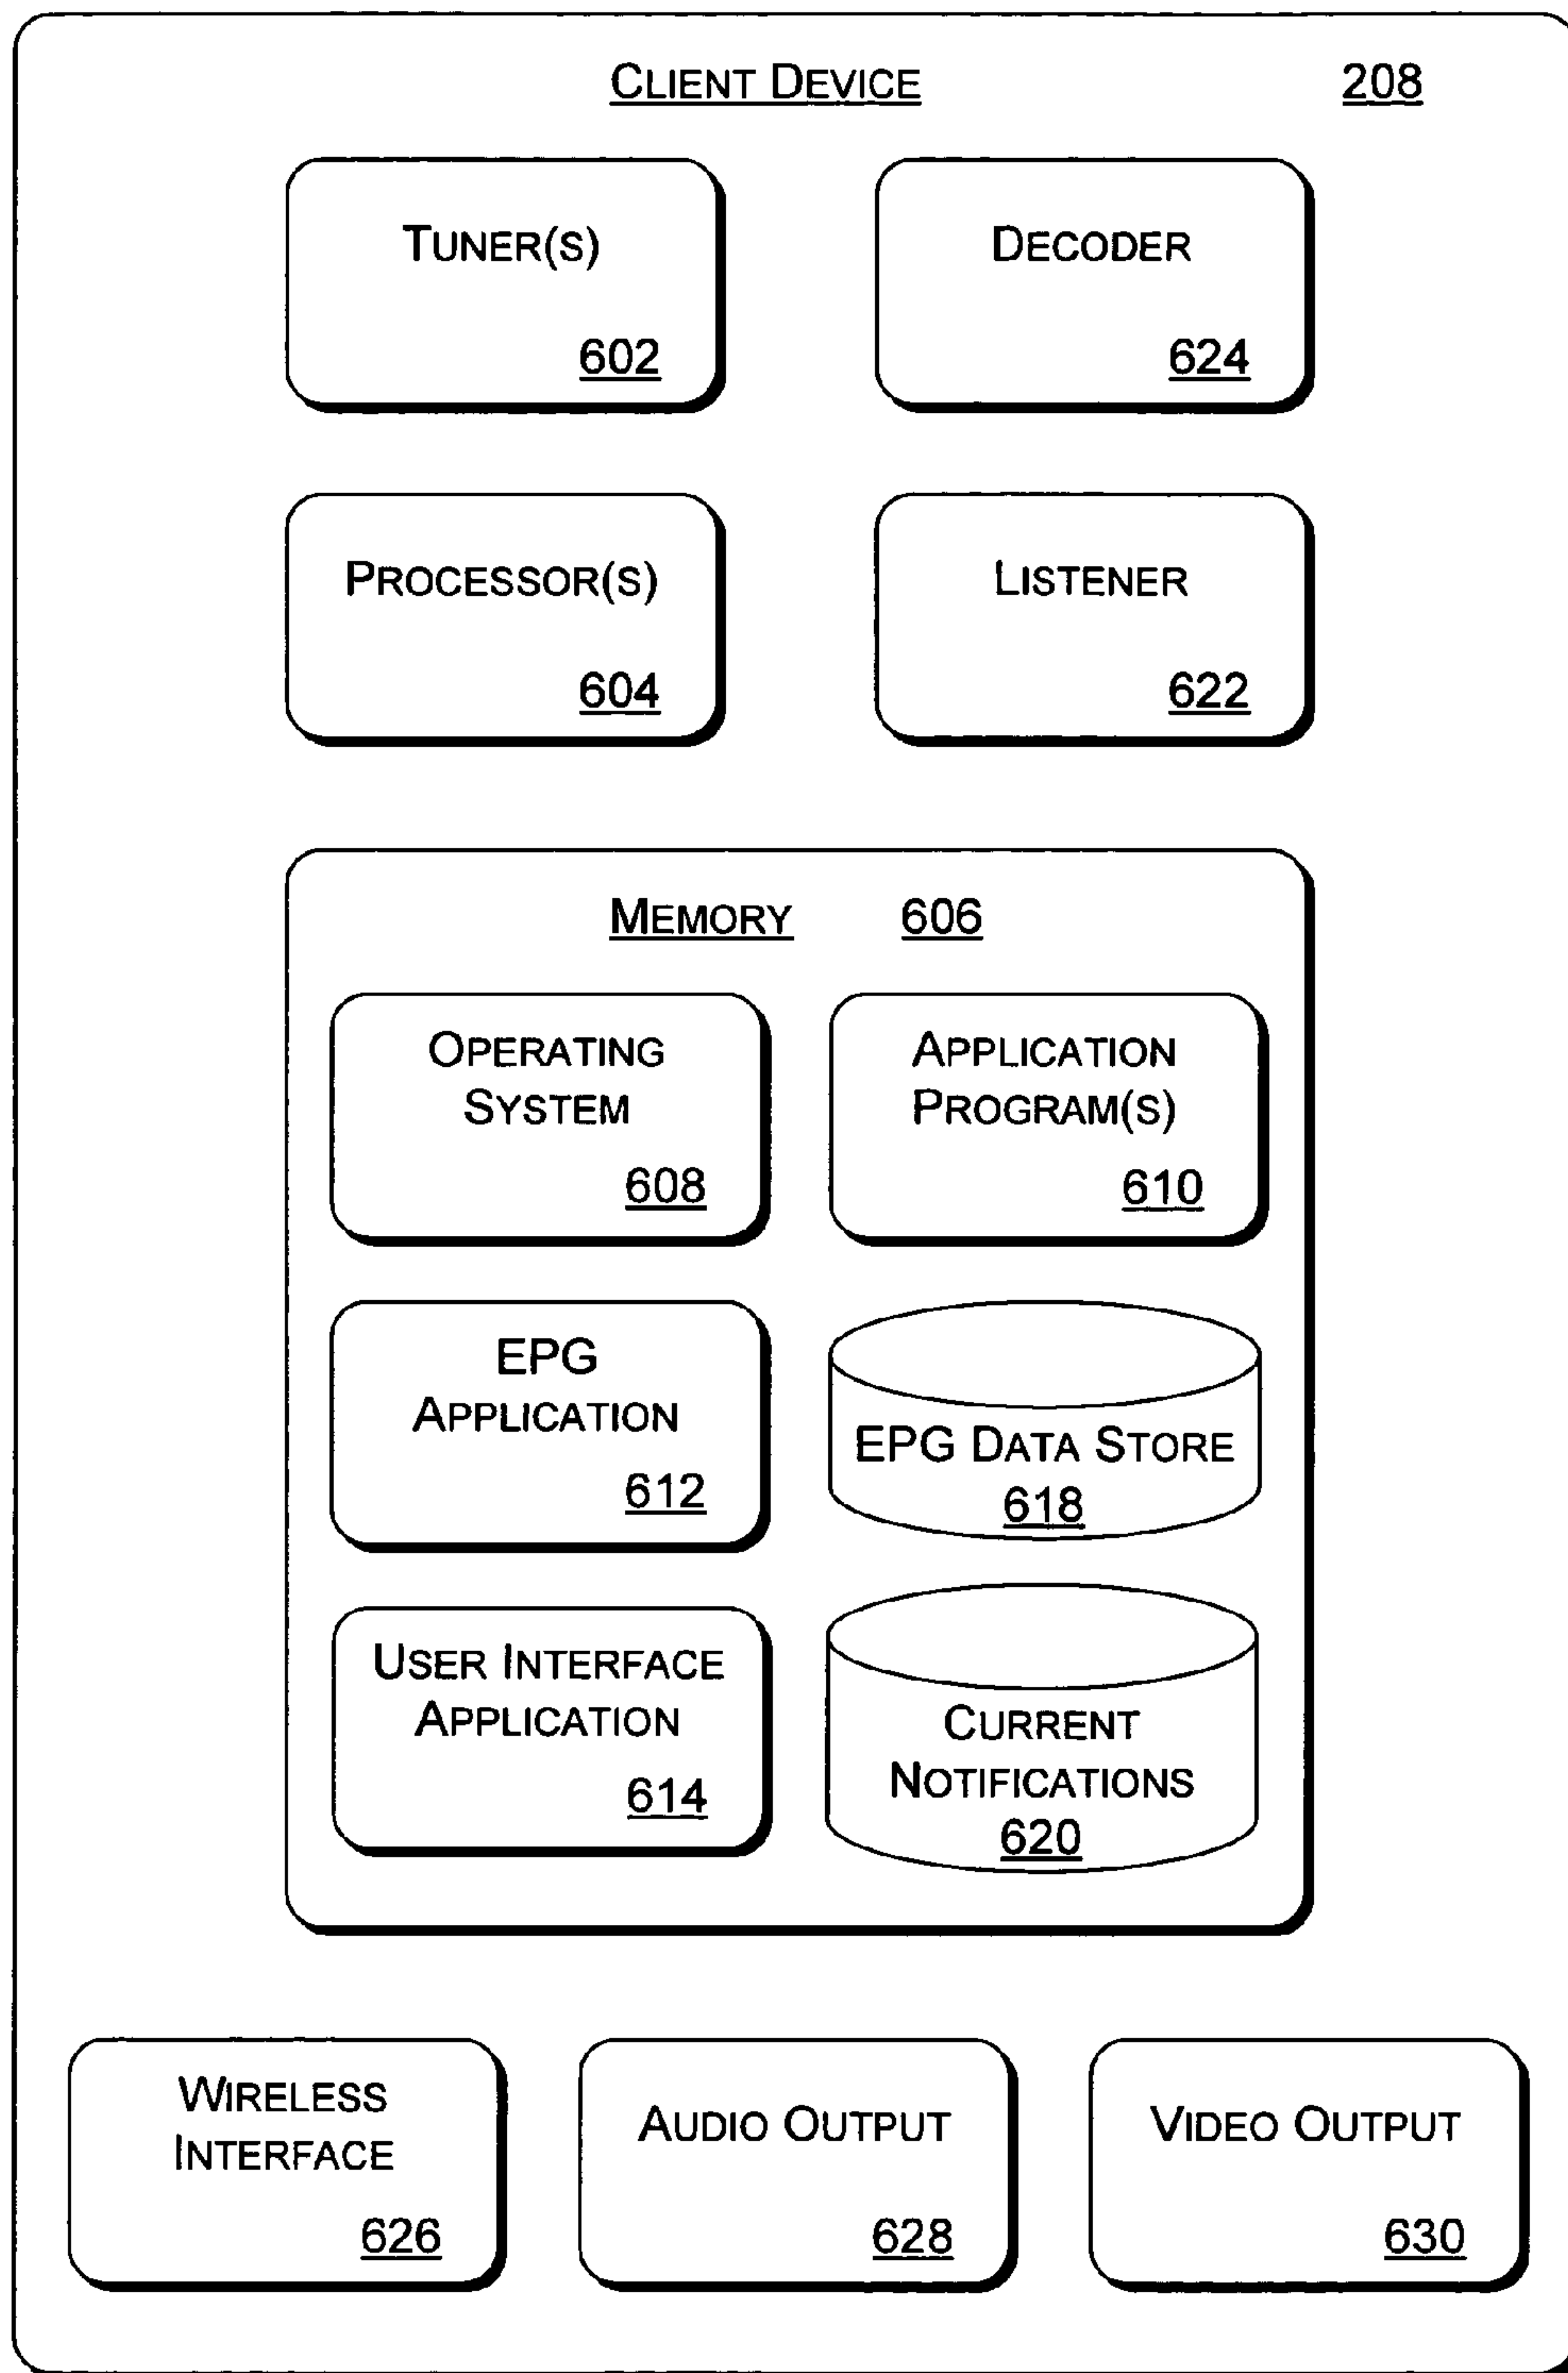 CLIENT DEVICE 208
TUNER(S)
602
DECODER
624
PROCESSOR(S)
604
LISTENER
622
MEMORY 606
OPERATING
SYSTEM
608
APPLICATION
PROGRAM(S)
610
EPG
APPLICATION
612
EPG DATA STORE
618
USER INTERFACE
APPLICATION
614
CURRENT
NOTIFICATIONS
620
WIRELESS
INTERFACE
626
AUDIO OUTPUT
628
VIDEO OUTPUT
630